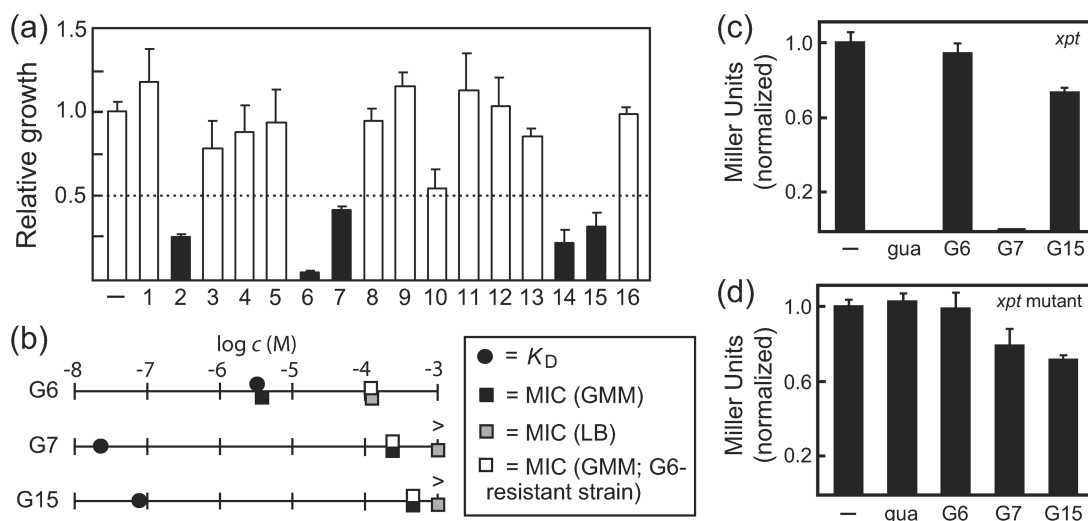 (a)
Relative growth
1.5
1.0
0.5
– 1 2 3 4 5 6 7 8 9 10 11 12 13 14 15 16
(b)
log c (M)
-8 -7 -6 -5 -4 -3
G6
G7 >
G15 >
● = KD
■ = MIC (GMM)
■ = MIC (LB)
□ = MIC (GMM; G6-
resistant strain)
(c)
xpt
Miller Units
(normalized)
1.0
0.6
0.2
– gua G6 G7 G15
(d)
xpt mutant
Miller Units
(normalized)
1.0
0.6
0.2
– gua G6 G7 G15